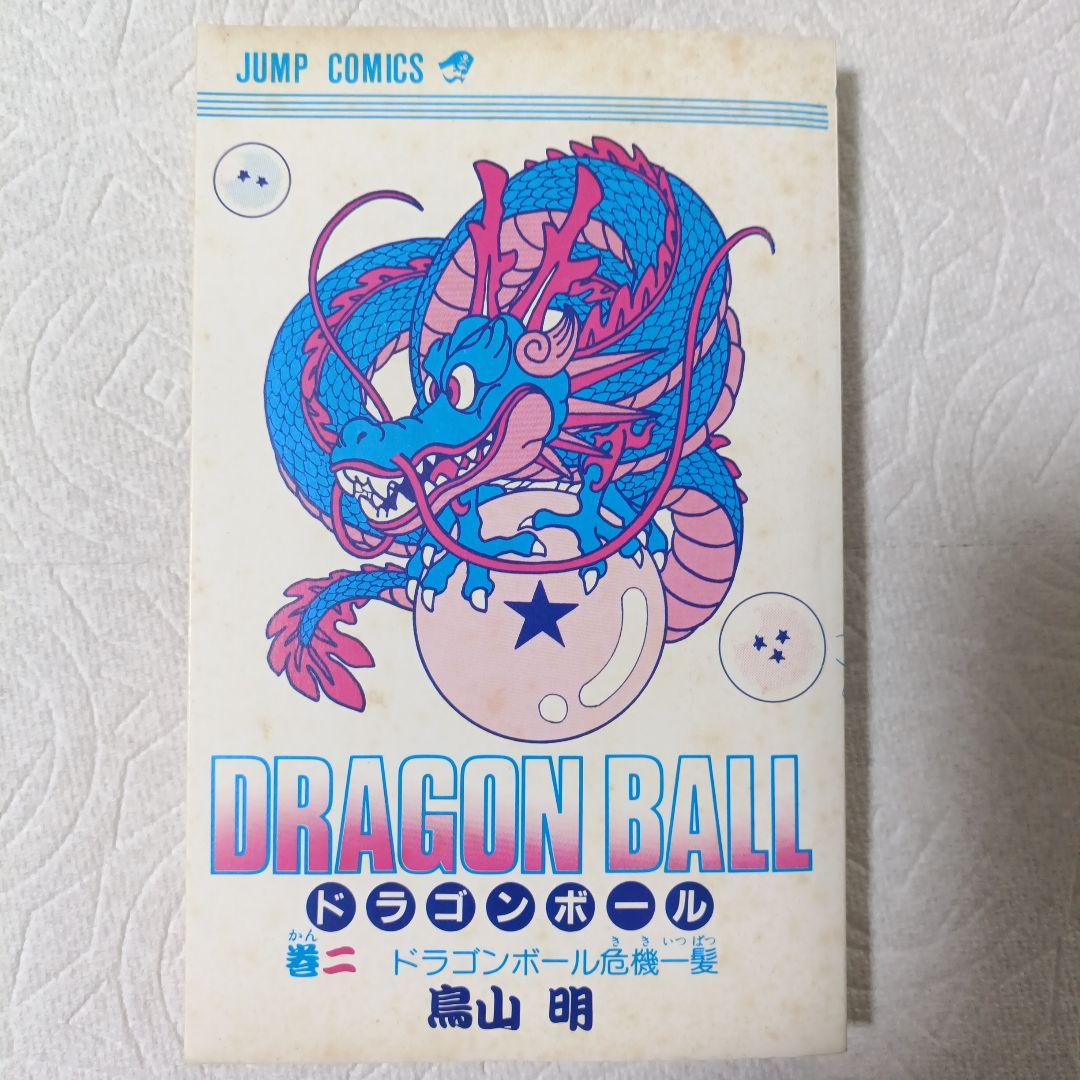 JUMP COMICS
DRAGON BALL
ドラゴンボール
かん
巻二
きき いっぱつ
ドラゴンボール危機一髪
鳥山 明